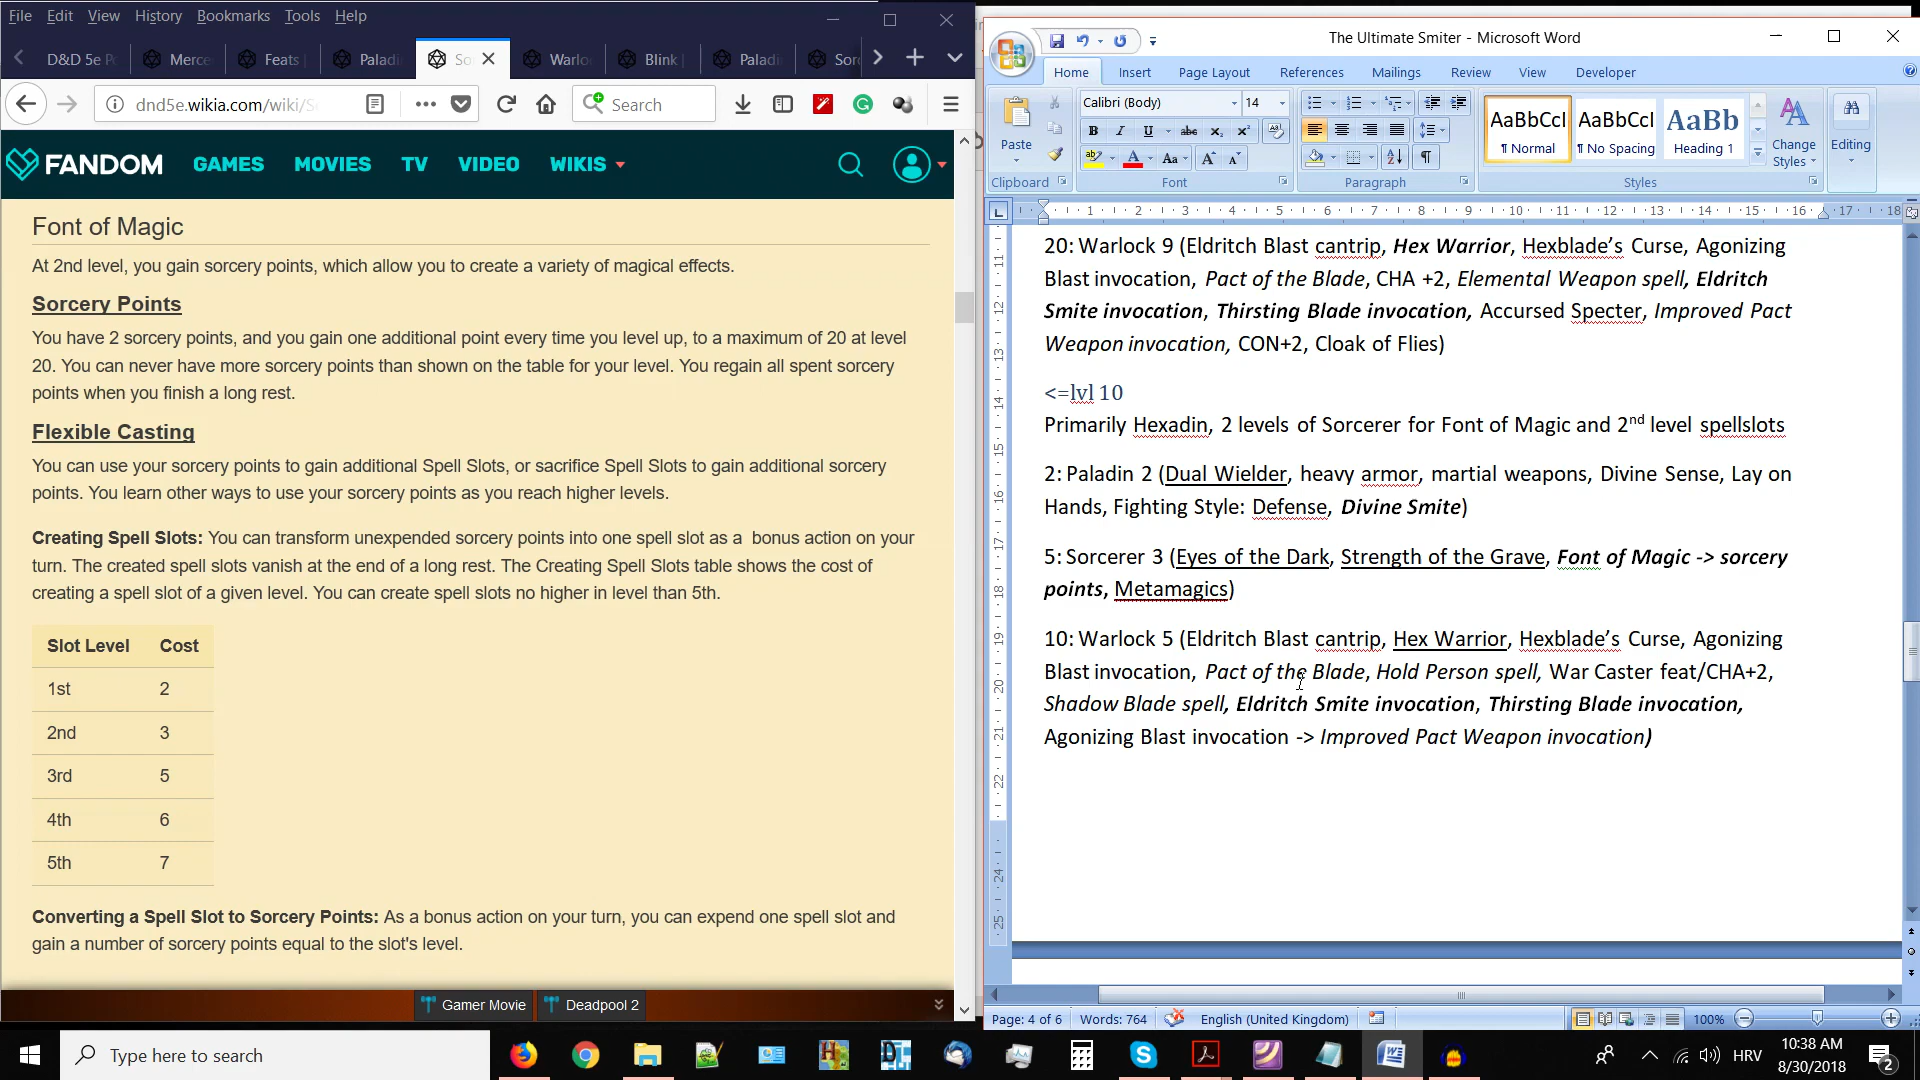 File Edit View History Bookmarks Tools Help
D&D 5e Po Merce Feats Paladi So Warlo Blink Paladin Sor
dnd5e.wikia.com/wiki/S
Search
FANDOM GAMES MOVIES TV VIDEO WIKIS
Font of Magic
At 2nd level, you gain sorcery points, which allow you to create a variety of magical effects.
Sorcery Points
You have 2 sorcery points, and you gain one additional point every time you level up, to a maximum of 20 at level
20. You can never have more sorcery points than shown on the table for your level. You regain all spent sorcery
points when you finish a long rest.
Flexible Casting
You can use your sorcery points to gain additional Spell Slots, or sacrifice Spell Slots to gain additional sorcery
points. You learn other ways to use your sorcery points as you reach higher levels.
Creating Spell Slots: You can transform unexpended sorcery points into one spell slot as a bonus action on your
turn. The created spell slots vanish at the end of a long rest. The Creating Spell Slots table shows the cost of
creating a spell slot of a given level. You can create spell slots no higher in level than 5th.
Slot Level Cost
1st 2
2nd 3
3rd 5
4th 6
5th 7
Converting a Spell Slot to Sorcery Points: As a bonus action on your turn, you can expend one spell slot and
gain a number of sorcery points equal to the slot's level.
Gamer Movie Deadpool 2
The Ultimate Smiter - Microsoft Word
Home Insert Page Layout References Mailings Review View Developer
Calibri (Body) 14
Paste
AaBbCcI AaBbCcI AaBb
¶ Normal ¶ No Spacing Heading 1
Change Styles
Editing
Clipboard Font Paragraph Styles
1 2 3 4 5 6 7 8 9 10 11 12 13 14 15 16 17 18
20: Warlock 9 (Eldritch Blast cantrip, Hex Warrior, Hexblade's Curse, Agonizing
Blast invocation, Pact of the Blade, CHA +2, Elemental Weapon spell, Eldritch
Smite invocation, Thirsting Blade invocation, Accursed Specter, Improved Pact
Weapon invocation, CON+2, Cloak of Flies)
<=lvl 10
Primarily Hexadin, 2 levels of Sorcerer for Font of Magic and 2nd level spellslots
2: Paladin 2 (Dual Wielder, heavy armor, martial weapons, Divine Sense, Lay on
Hands, Fighting Style: Defense, Divine Smite)
5: Sorcerer 3 (Eyes of the Dark, Strength of the Grave, Font of Magic -> sorcery
points, Metamagics)
10: Warlock 5 (Eldritch Blast cantrip, Hex Warrior, Hexblade's Curse, Agonizing
Blast invocation, Pact of the Blade, Hold Person spell, War Caster feat/CHA+2,
Shadow Blade spell, Eldritch Smite invocation, Thirsting Blade invocation,
Agonizing Blast invocation -> Improved Pact Weapon invocation)
Page: 4 of 6 Words: 764 English (United Kingdom) 100%
Type here to search
HRV
10:38 AM
8/30/2018
2